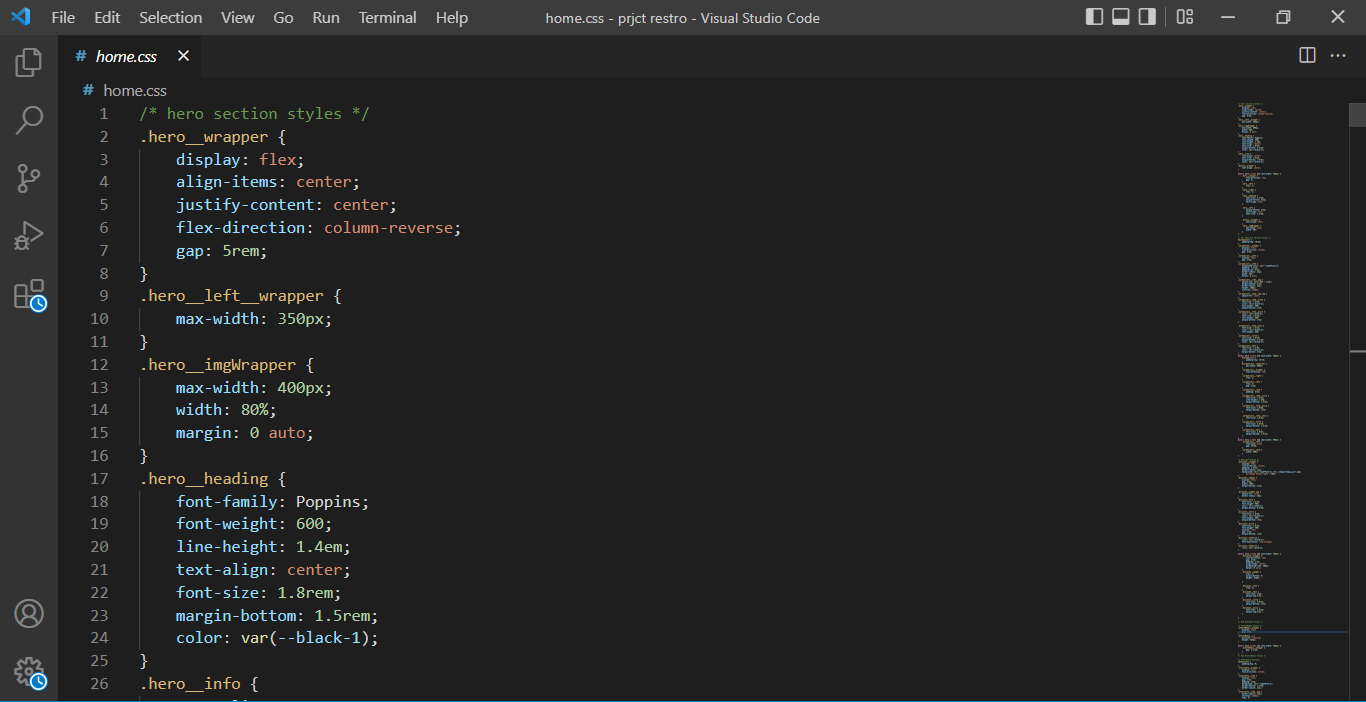 File Edit Selection View Go Run Terminal Help home.css - prjct restro - Visual Studio Code
# home.css
# home.css
1 /* hero section styles */
2 .hero__wrapper {
3 display: flex;
4 align-items: center;
5 justify-content: center;
6 flex-direction: column-reverse;
7 gap: 5rem;
8 }
9 .hero__left__wrapper {
10 max-width: 350px;
11 }
12 .hero__imgWrapper {
13 max-width: 400px;
14 width: 80%;
15 margin: 0 auto;
16 }
17 .hero__heading {
18 font-family: Poppins;
19 font-weight: 600;
20 line-height: 1.4em;
21 text-align: center;
22 font-size: 1.8rem;
23 margin-bottom: 1.5rem;
24 color: var(--black-1);
25 }
26 .hero__info {